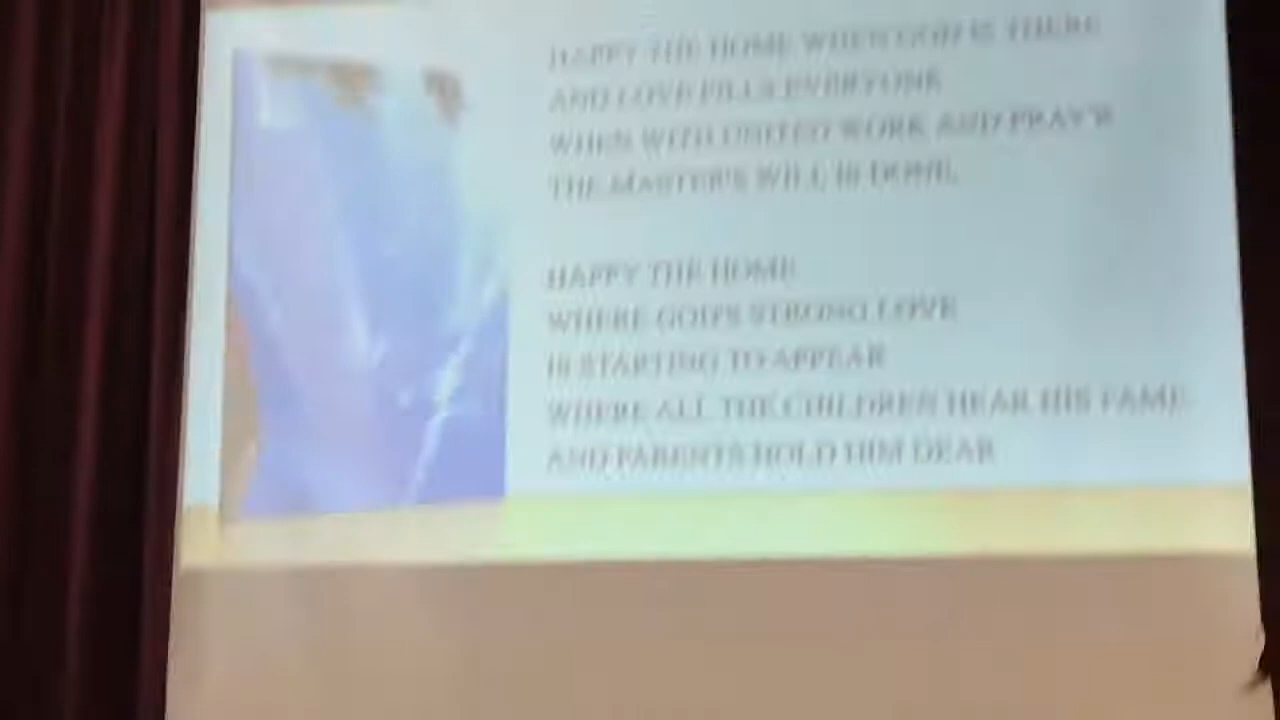 HAPPY THE HOME WHEN GOD IS THERE
AND LOVE FILLS EVERYONE
WHEN WITH UNITED WORK AND PRAY'R
THE MASTER'S WILL IS DONE.
HAPPY THE HOME
WHERE GOD'S STRONG LOVE
IS STARTING TO APPEAR
WHERE ALL THE CHILDREN HEAR HIS FAME
AND PARENTS HOLD HIM DEAR